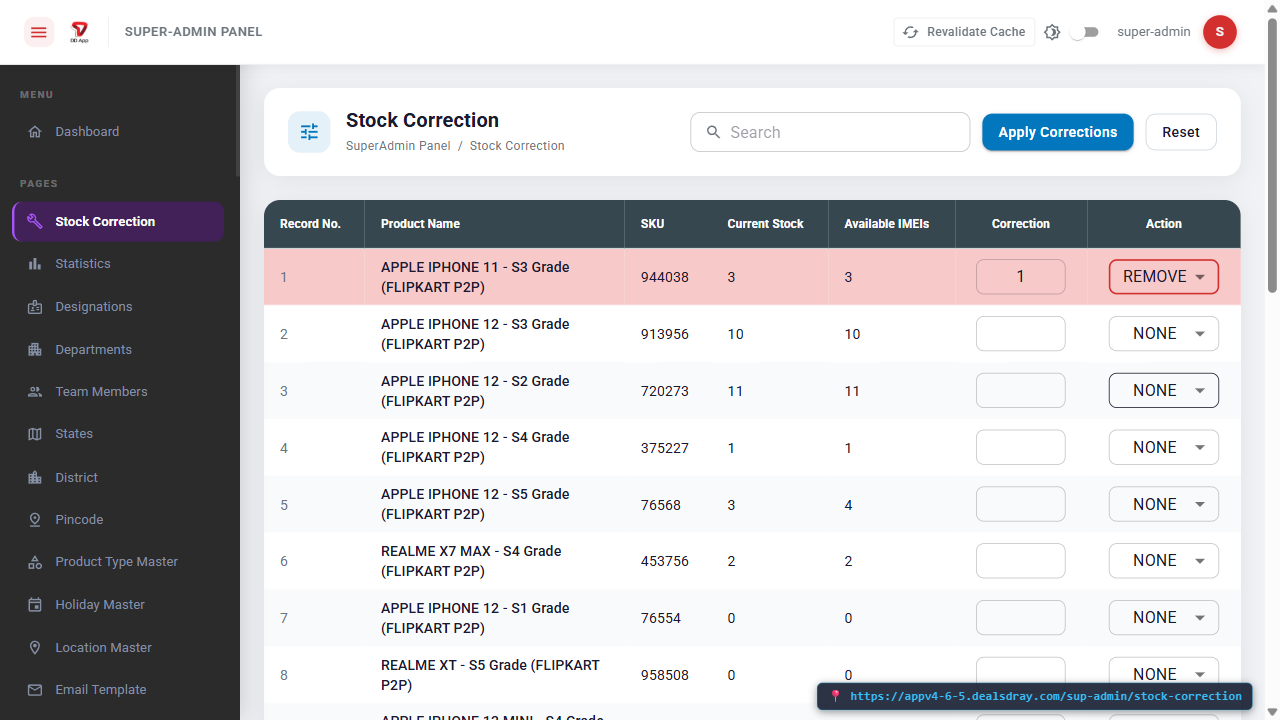 DD App
SUPER-ADMIN PANEL
Revalidate Cache
super-admin
S
MENU
Dashboard
PAGES
Stock Correction
Statistics
Designations
Departments
Team Members
States
District
Pincode
Product Type Master
Holiday Master
Location Master
Email Template
Stock Correction
SuperAdmin Panel / Stock Correction
Search
Apply Corrections
Reset
Record No. Product Name SKU Current Stock Available IMEIs Correction Action
1 APPLE IPHONE 11 - S3 Grade (FLIPKART P2P) 944038 3 3 1 REMOVE
2 APPLE IPHONE 12 - S3 Grade (FLIPKART P2P) 913956 10 10 NONE
3 APPLE IPHONE 12 - S2 Grade (FLIPKART P2P) 720273 11 11 NONE
4 APPLE IPHONE 12 - S4 Grade (FLIPKART P2P) 375227 1 1 NONE
5 APPLE IPHONE 12 - S5 Grade (FLIPKART P2P) 76568 3 4 NONE
6 REALME X7 MAX - S4 Grade (FLIPKART P2P) 453756 2 2 NONE
7 APPLE IPHONE 12 - S1 Grade (FLIPKART P2P) 76554 0 0 NONE
8 REALME XT - S5 Grade (FLIPKART P2P) 958508 0 0 NONE
APPLE IPHONE 12 MINI - S4 Grade
https://appv4-6-5.dealsdray.com/sup-admin/stock-correction